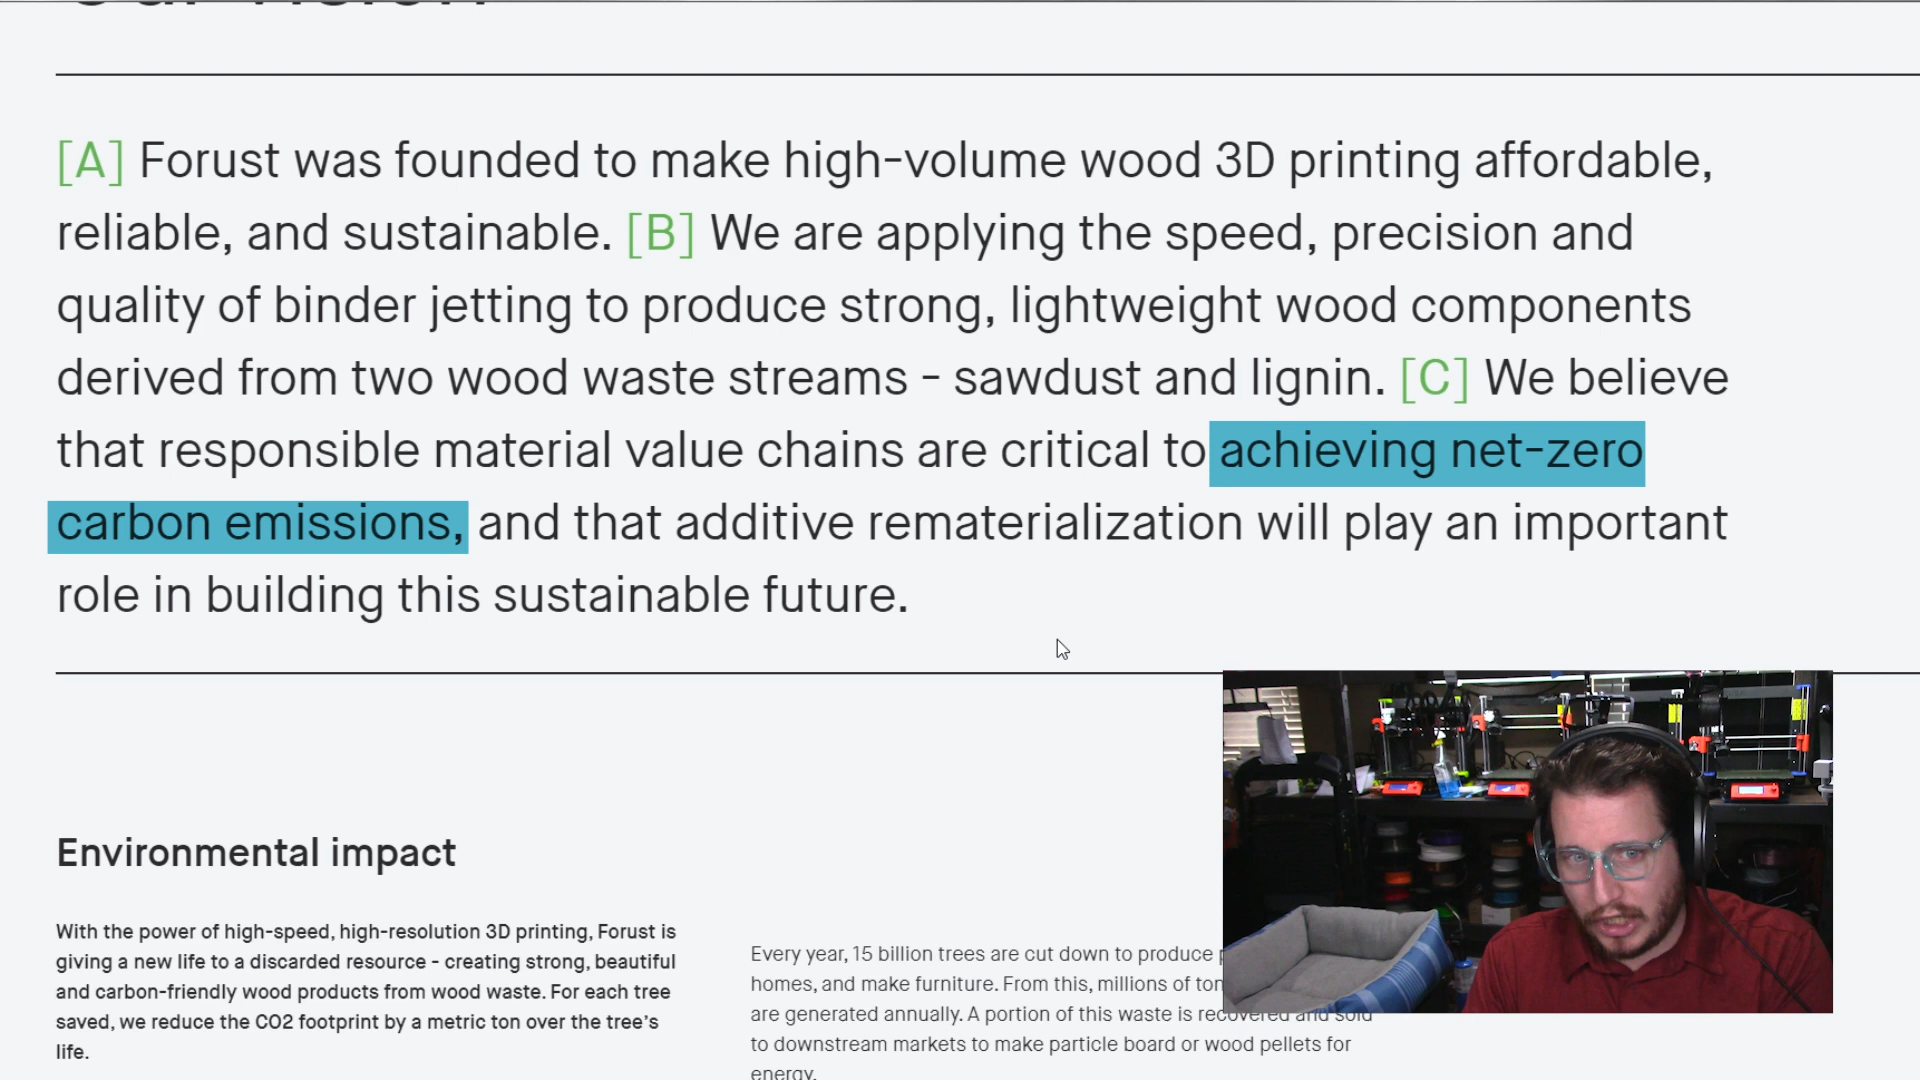 [A] Forust was founded to make high-volume wood 3D printing affordable,
reliable, and sustainable. [B] We are applying the speed, precision and
quality of binder jetting to produce strong, lightweight wood components
derived from two wood waste streams - sawdust and lignin. [C] We believe
that responsible material value chains are critical to achieving net-zero
carbon emissions, and that additive rematerialization will play an important
role in building this sustainable future.
Environmental impact
With the power of high-speed, high-resolution 3D printing, Forust is
giving a new life to a discarded resource - creating strong, beautiful
and carbon-friendly wood products from wood waste. For each tree
saved, we reduce the CO2 footprint by a metric ton over the tree's
life.
Every year, 15 billion trees are cut down to produce
homes, and make furniture. From this, millions of
are generated annually. A portion of this waste is recovered and sold
to downstream markets to make particle board or wood pellets for
energy.